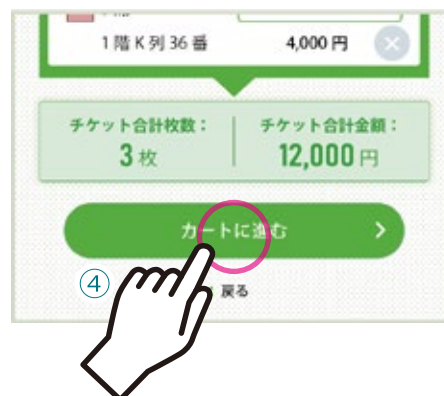 1階K列36番 4,000円
チケット合計枚数： チケット合計金額：
3枚 12,000円
カートに進む
④
戻る